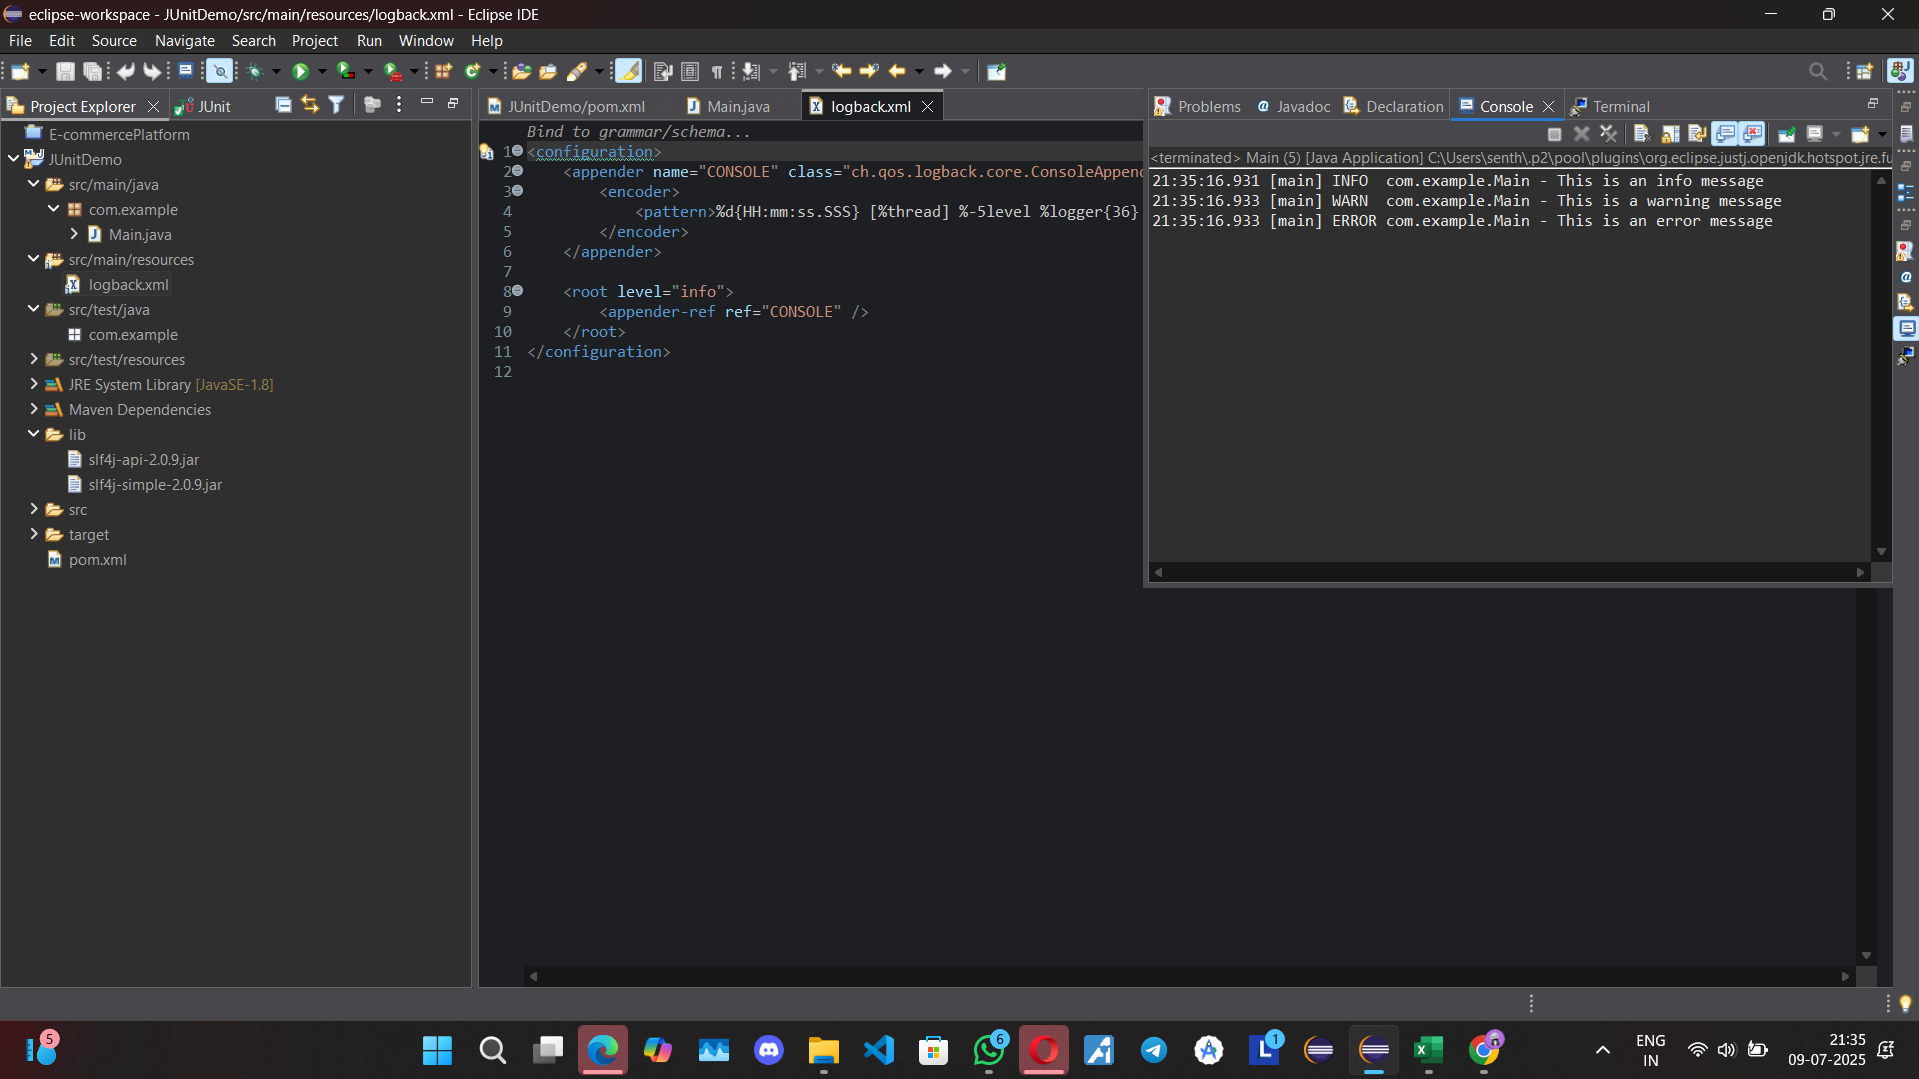 eclipse-workspace - JUnitDemo/src/main/resources/logback.xml - Eclipse IDE
File Edit Source Navigate Search Project Run Window Help
Project Explorer JUnit
E-commercePlatform
JUnitDemo
src/main/java
com.example
Main.java
src/main/resources
logback.xml
src/test/java
com.example
src/test/resources
JRE System Library [JavaSE-1.8]
Maven Dependencies
lib
slf4j-api-2.0.9.jar
slf4j-simple-2.0.9.jar
src
target
pom.xml
JUnitDemo/pom.xml Main.java logback.xml
Bind to grammar/schema...
1 <configuration>
2 <appender name="CONSOLE" class="ch.qos.logback.core.ConsoleAppend
3 <encoder>
4 <pattern>%d{HH:mm:ss.SSS} [%thread] %-5level %logger{36}
5 </encoder>
6 </appender>
7
8 <root level="info">
9 <appender-ref ref="CONSOLE" />
10 </root>
11 </configuration>
12
Problems Javadoc Declaration Console Terminal
<terminated> Main (5) [Java Application] C:\Users\senth\.p2\pool\plugins\org.eclipse.justj.openjdk.hotspot.jre.fu
21:35:16.931 [main] INFO  com.example.Main - This is an info message
21:35:16.933 [main] WARN  com.example.Main - This is a warning message
21:35:16.933 [main] ERROR com.example.Main - This is an error message
5
6
1
ENG
IN
21:35
09-07-2025